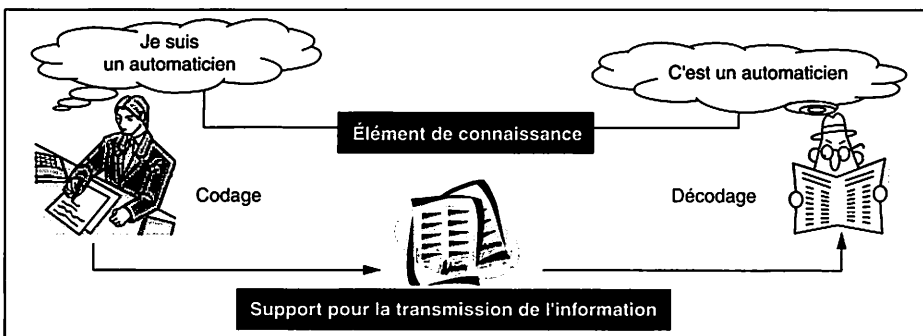 Je suis
un automaticien
C'est un automaticien
Élément de connaissance
Codage
Décodage
Support pour la transmission de l'information